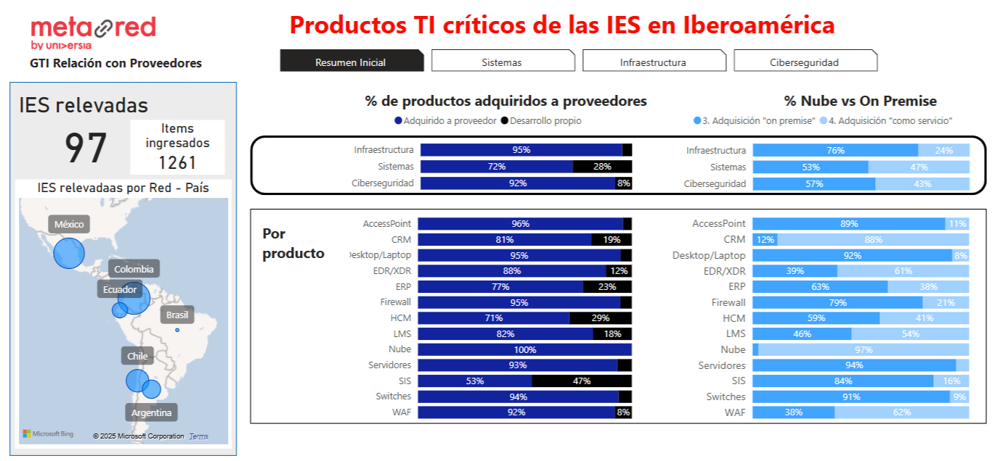 metared
by uni>ersia
GTI Relación con Proveedores
Productos TI críticos de las IES en Iberoamérica
Resumen Inicial
Sistemas
Infraestructura
Ciberseguridad
IES relevadas
97
Items
ingresados
1261
IES relevadaas por Red - País
México
Colombia
Ecuador
Brasil
Chile
Argentina
Microsoft Bing
© 2025 Microsoft Corporation Terms
% de productos adquiridos a proveedores
Adquirido a proveedor Desarrollo propio
Infraestructura 95%
Sistemas 72% 28%
Ciberseguridad 92% 8%
% Nube vs On Premise
3. Adquisición "on premise" 4. Adquisición "como servicio"
Infraestructura 76% 24%
Sistemas 53% 47%
Ciberseguridad 57% 43%
Por
producto
AccessPoint 96%
CRM 81% 19%
Desktop/Laptop 95%
EDR/XDR 88% 12%
ERP 77% 23%
Firewall 95%
HCM 71% 29%
LMS 82% 18%
Nube 100%
Servidores 93%
SIS 53% 47%
Switches 94%
WAF 92% 8%
AccessPoint 89% 11%
CRM 12% 88%
Desktop/Laptop 92% 8%
EDR/XDR 39% 61%
ERP 63% 38%
Firewall 79% 21%
HCM 59% 41%
LMS 46% 54%
Nube 97%
Servidores 94%
SIS 84% 16%
Switches 91% 9%
WAF 38% 62%